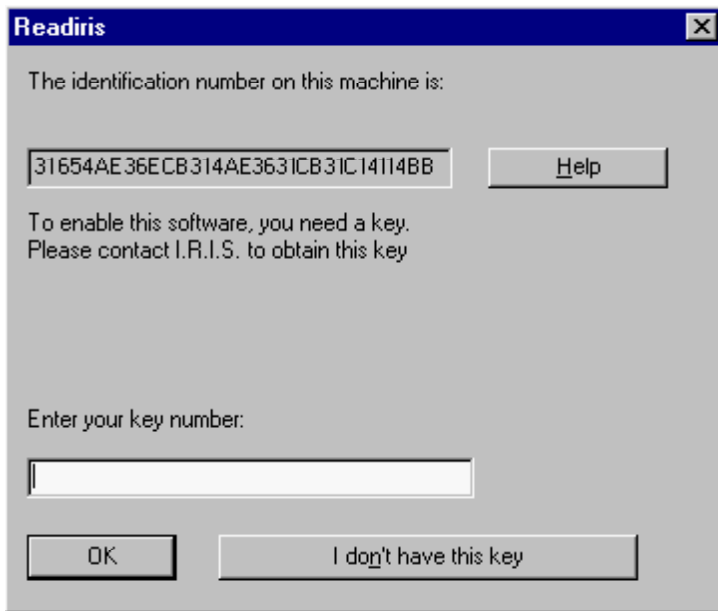 Readiris
The identification number on this machine is:
31654AE36ECB314AE3631CB31C14114BB
Help
To enable this software, you need a key.
Please contact I.R.I.S. to obtain this key
Enter your key number:
OK
I don't have this key